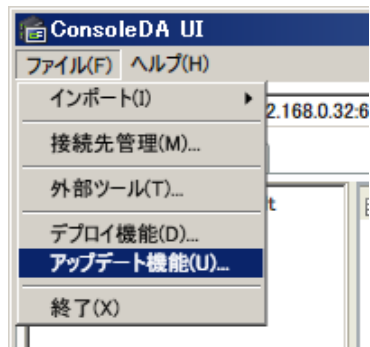 ConsoleDA UI
ファイル(F) ヘルプ(H)
インポート(I)
2.168.0.32:6
接続先管理(M)...
外部ツール(T)...
t
デプロイ機能(D)...
アップデート機能(U)...
終了(X)